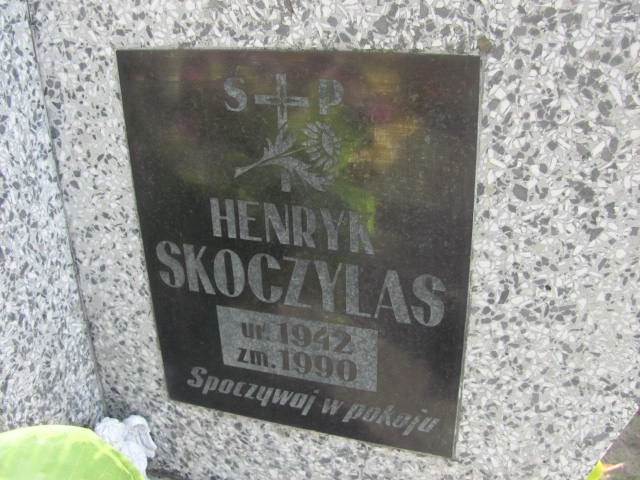 S P
HENRYK
SKOCZYLAS
ur. 1942
zm. 1990
Spoczywaj w pokoju